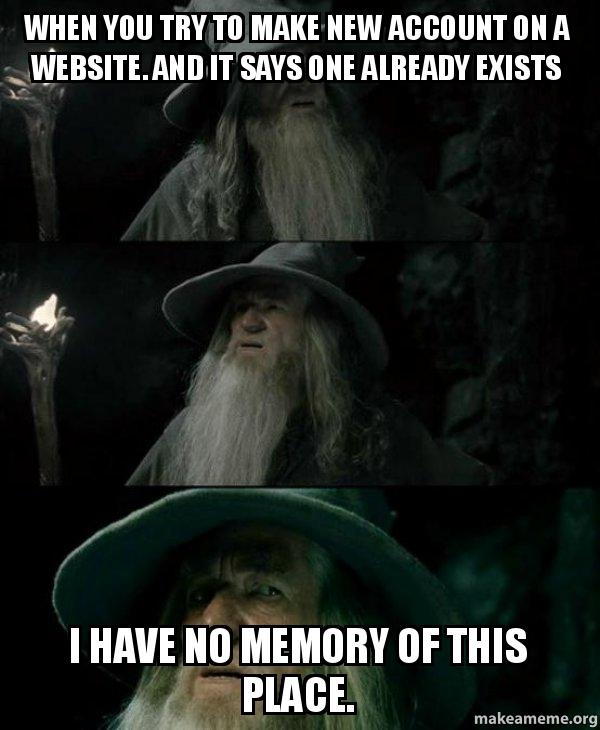 WHEN YOU TRY TO MAKE NEW ACCOUNT ON A
WEBSITE. AND IT SAYS ONE ALREADY EXISTS
I HAVE NO MEMORY OF THIS
PLACE.
makeameme.org